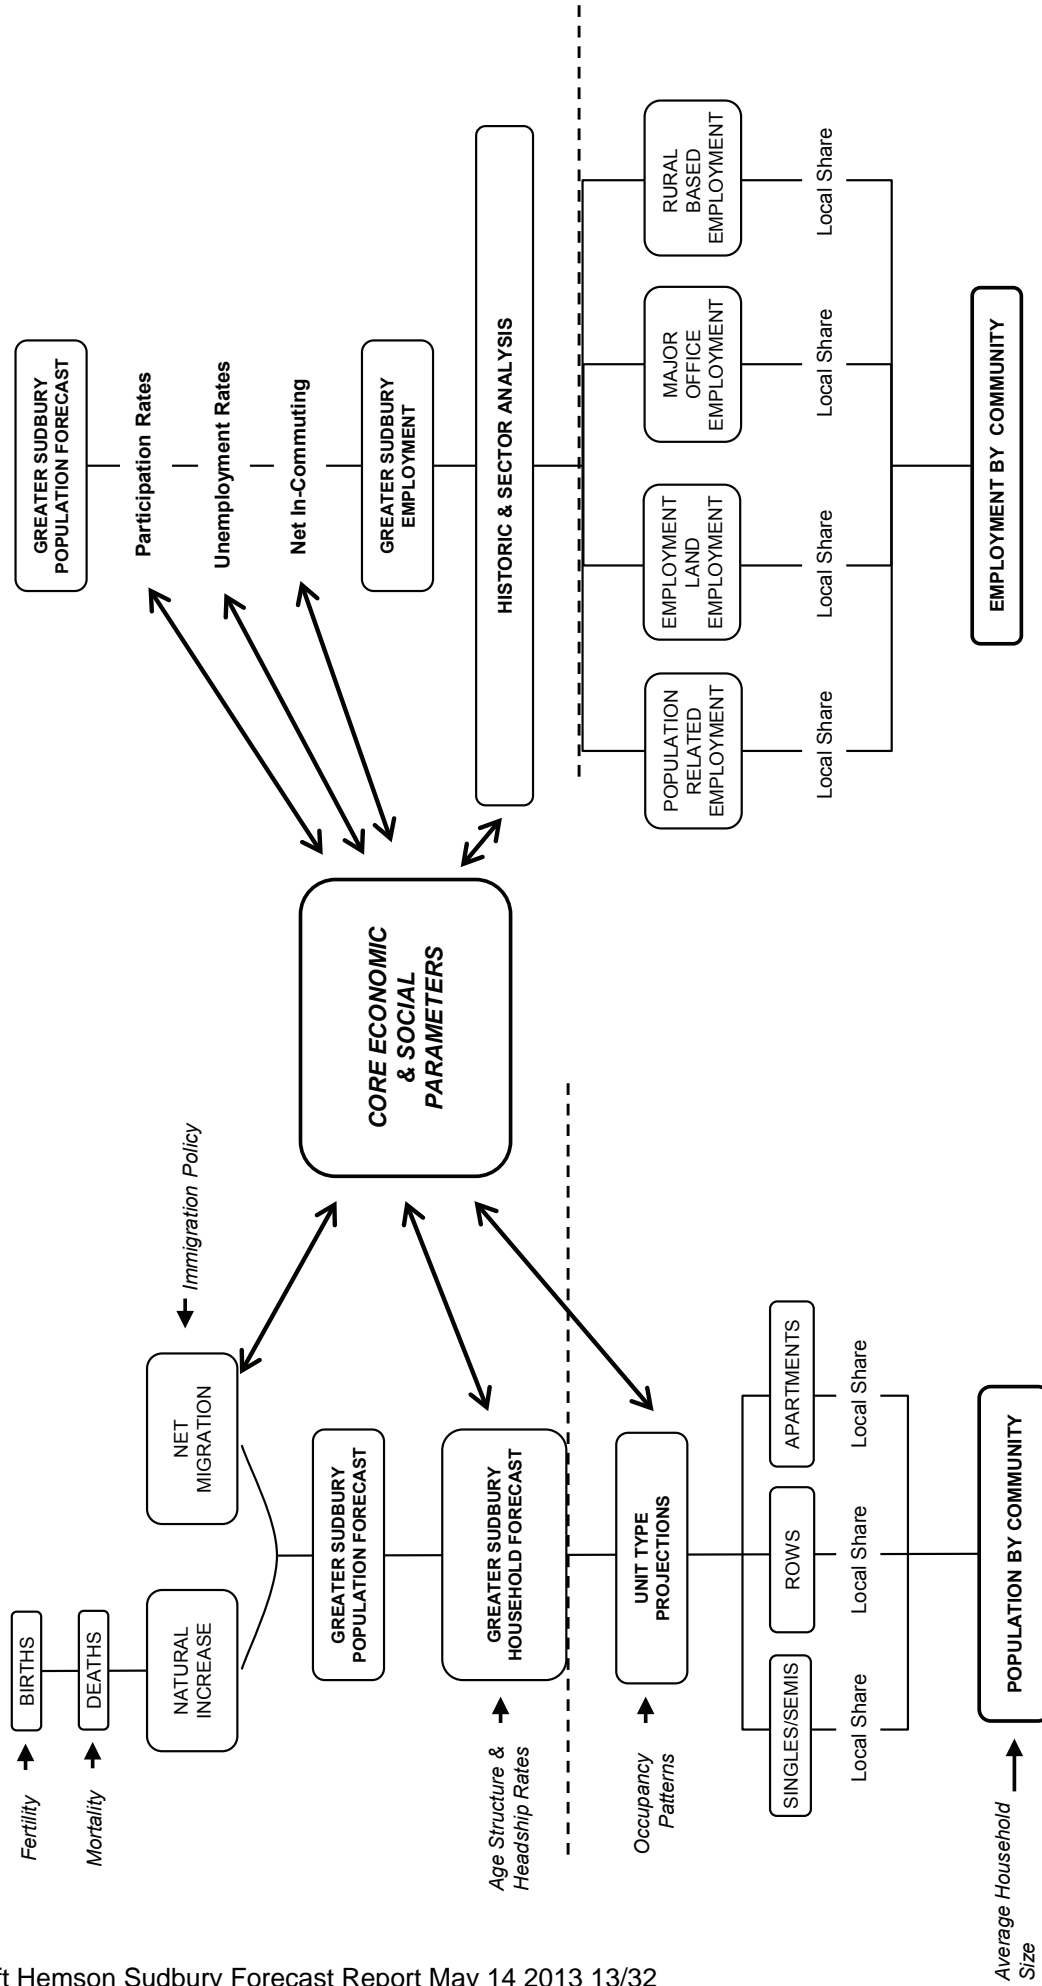 Fertility
BIRTHS
Mortality
DEATHS
NATURAL
INCREASE
NET
MIGRATION
Immigration Policy
GREATER SUDBURY
POPULATION FORECAST
Age Structure &
Headship Rates
GREATER SUDBURY
HOUSEHOLD FORECAST
Occupancy
Patterns
UNIT TYPE
PROJECTIONS
SINGLES/SEMIS
ROWS
APARTMENTS
Local Share
Local Share
Local Share
Average Household
Size
POPULATION BY COMMUNITY
CORE ECONOMIC
& SOCIAL
PARAMETERS
GREATER SUDBURY
POPULATION FORECAST
Participation Rates
Unemployment Rates
Net In-Commuting
GREATER SUDBURY
EMPLOYMENT
HISTORIC & SECTOR ANALYSIS
POPULATION
RELATED
EMPLOYMENT
EMPLOYMENT
LAND
EMPLOYMENT
MAJOR
OFFICE
EMPLOYMENT
RURAL
BASED
EMPLOYMENT
Local Share
Local Share
Local Share
Local Share
EMPLOYMENT BY COMMUNITY
ft Hemson Sudbury Forecast Report May 14 2013 13/32